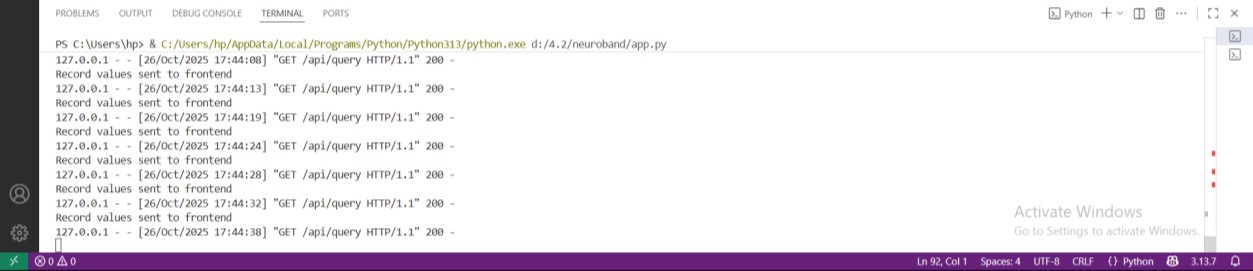 PROBLEMS OUTPUT DEBUG CONSOLE TERMINAL PORTS Python
PS C:\Users\hp> & C:/Users/hp/AppData/Local/Programs/Python/Python313/python.exe d:/4.2/neuroband/app.py
127.0.0.1 - - [26/Oct/2025 17:44:08] "GET /api/query HTTP/1.1" 200 -
Record values sent to frontend
127.0.0.1 - - [26/Oct/2025 17:44:13] "GET /api/query HTTP/1.1" 200 -
Record values sent to frontend
127.0.0.1 - - [26/Oct/2025 17:44:19] "GET /api/query HTTP/1.1" 200 -
Record values sent to frontend
127.0.0.1 - - [26/Oct/2025 17:44:24] "GET /api/query HTTP/1.1" 200 -
Record values sent to frontend
127.0.0.1 - - [26/Oct/2025 17:44:28] "GET /api/query HTTP/1.1" 200 -
Record values sent to frontend
127.0.0.1 - - [26/Oct/2025 17:44:32] "GET /api/query HTTP/1.1" 200 -
Record values sent to frontend
127.0.0.1 - - [26/Oct/2025 17:44:38] "GET /api/query HTTP/1.1" 200 -
Activate Windows
Go to Settings to activate Windows.
0 0 Ln 92, Col 1 Spaces: 4 UTF-8 CRLF {} Python 3.13.7